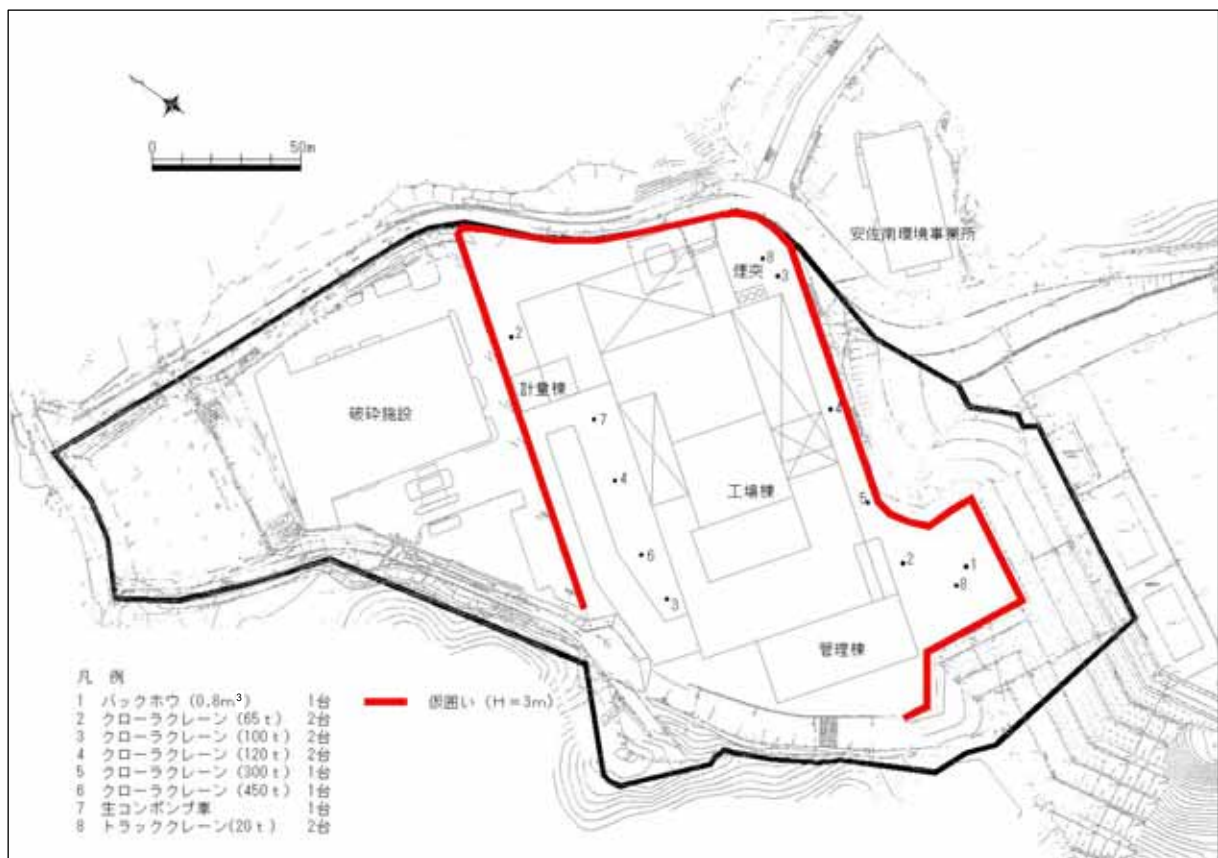 0 50m
安佐南環境事業所
8
煙突
3
2
計量棟
破砕施設
7
4
4
工場棟
5
6
2
1
8
3
管理棟
凡 例
1 バックホウ (0.8m³) 1台
2 クローラクレーン (65t) 2台
3 クローラクレーン (100t) 2台
4 クローラクレーン (120t) 2台
5 クローラクレーン (300t) 1台
6 クローラクレーン (450t) 1台
7 生コンポンプ車 1台
8 トラッククレーン(20t) 2台
仮囲い (H=3m)